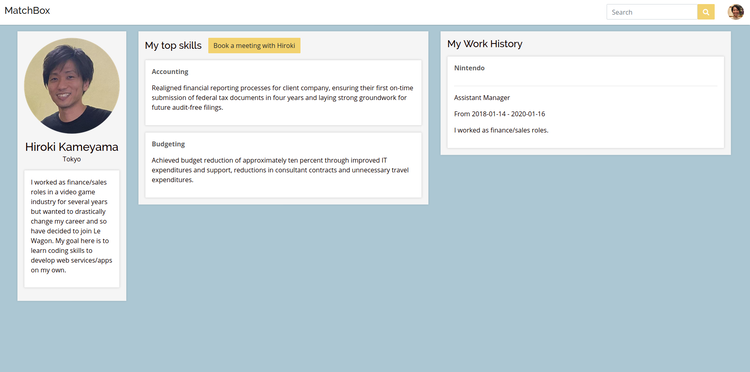 MatchBox
Search
Hiroki Kameyama
Tokyo
I worked as finance/sales
roles in a video game
industry for several years
but wanted to drastically
change my career and so
have decided to join Le
Wagon. My goal here is to
learn coding skills to
develop web services/apps
on my own.
My top skills
Book a meeting with Hiroki
Accounting
Realigned financial reporting processes for client company, ensuring their first on-time
submission of federal tax documents in four years and laying strong groundwork for
future audit-free filings.
Budgeting
Achieved budget reduction of approximately ten percent through improved IT
expenditures and support, reductions in consultant contracts and unnecessary travel
expenditures.
My Work History
Nintendo
Assistant Manager
From 2018-01-14 - 2020-01-16
I worked as finance/sales roles.